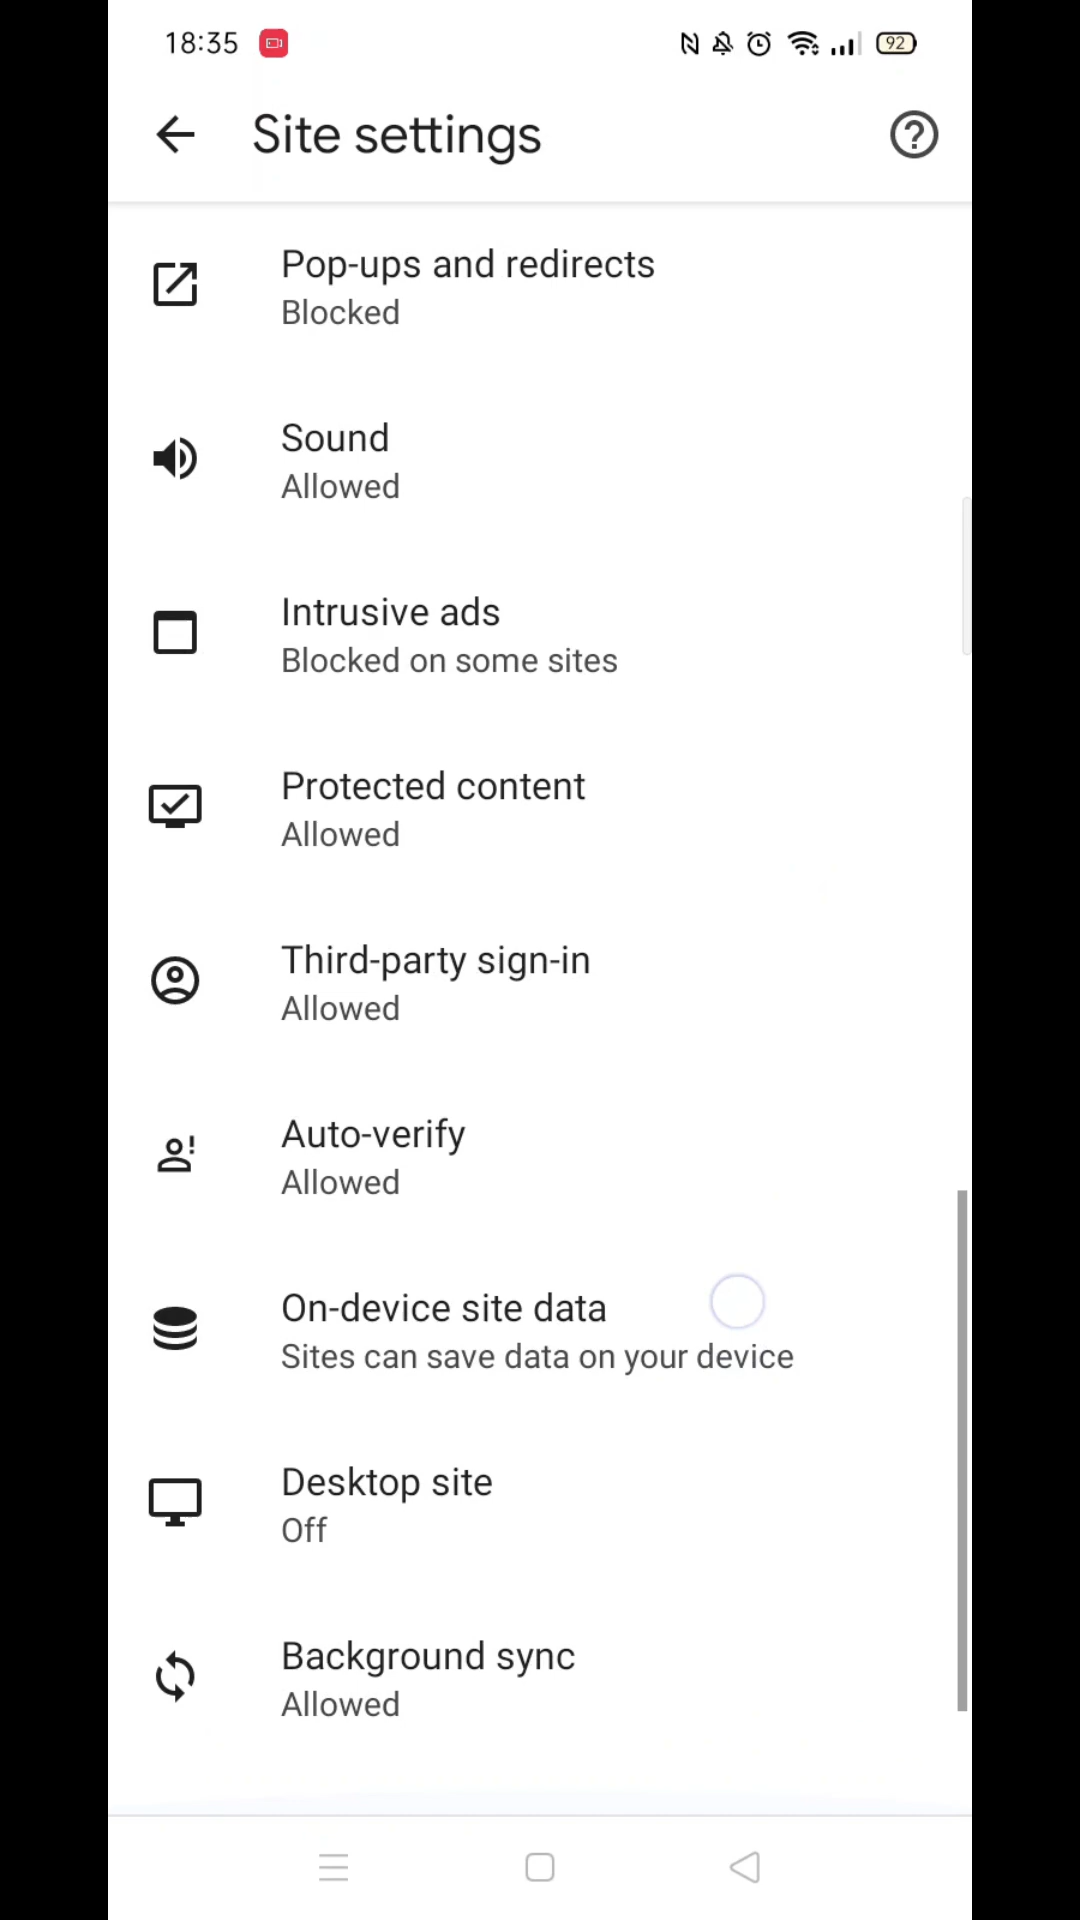 18:35
92
Site settings
Pop-ups and redirects
Blocked
Sound
Allowed
Intrusive ads
Blocked on some sites
Protected content
Allowed
Third-party sign-in
Allowed
Auto-verify
Allowed
On-device site data
Sites can save data on your device
Desktop site
Off
Background sync
Allowed